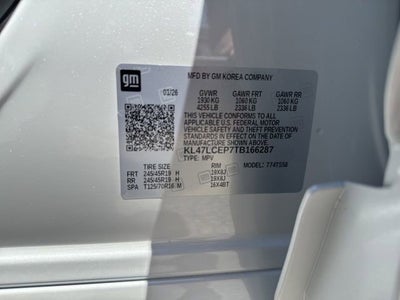 gm
MFD BY GM KOREA COMPANY
01/26
GVWR GAWR FRT GAWR RR
1930 KG 1060 KG 1060 KG
4255 LB 2336 LB 2336 LB
THIS VEHICLE CONFORMS TO ALL
APPLICABLE U.S. FEDERAL MOTOR
VEHICLE SAFETY, BUMPER, AND THEFT
PREVENTION STANDARDS IN EFFECT
ON THE DATE OF
MANUFACTURE SHOWN ABOVE.
KL47LCEP7TB166287
TYPE: MPV
TIRE SIZE RIM MODEL:
FRT 245/45R19 H 19X8J
RR 245/45R19 H 19X8J
SPA T125/70R16 M 16X4BT